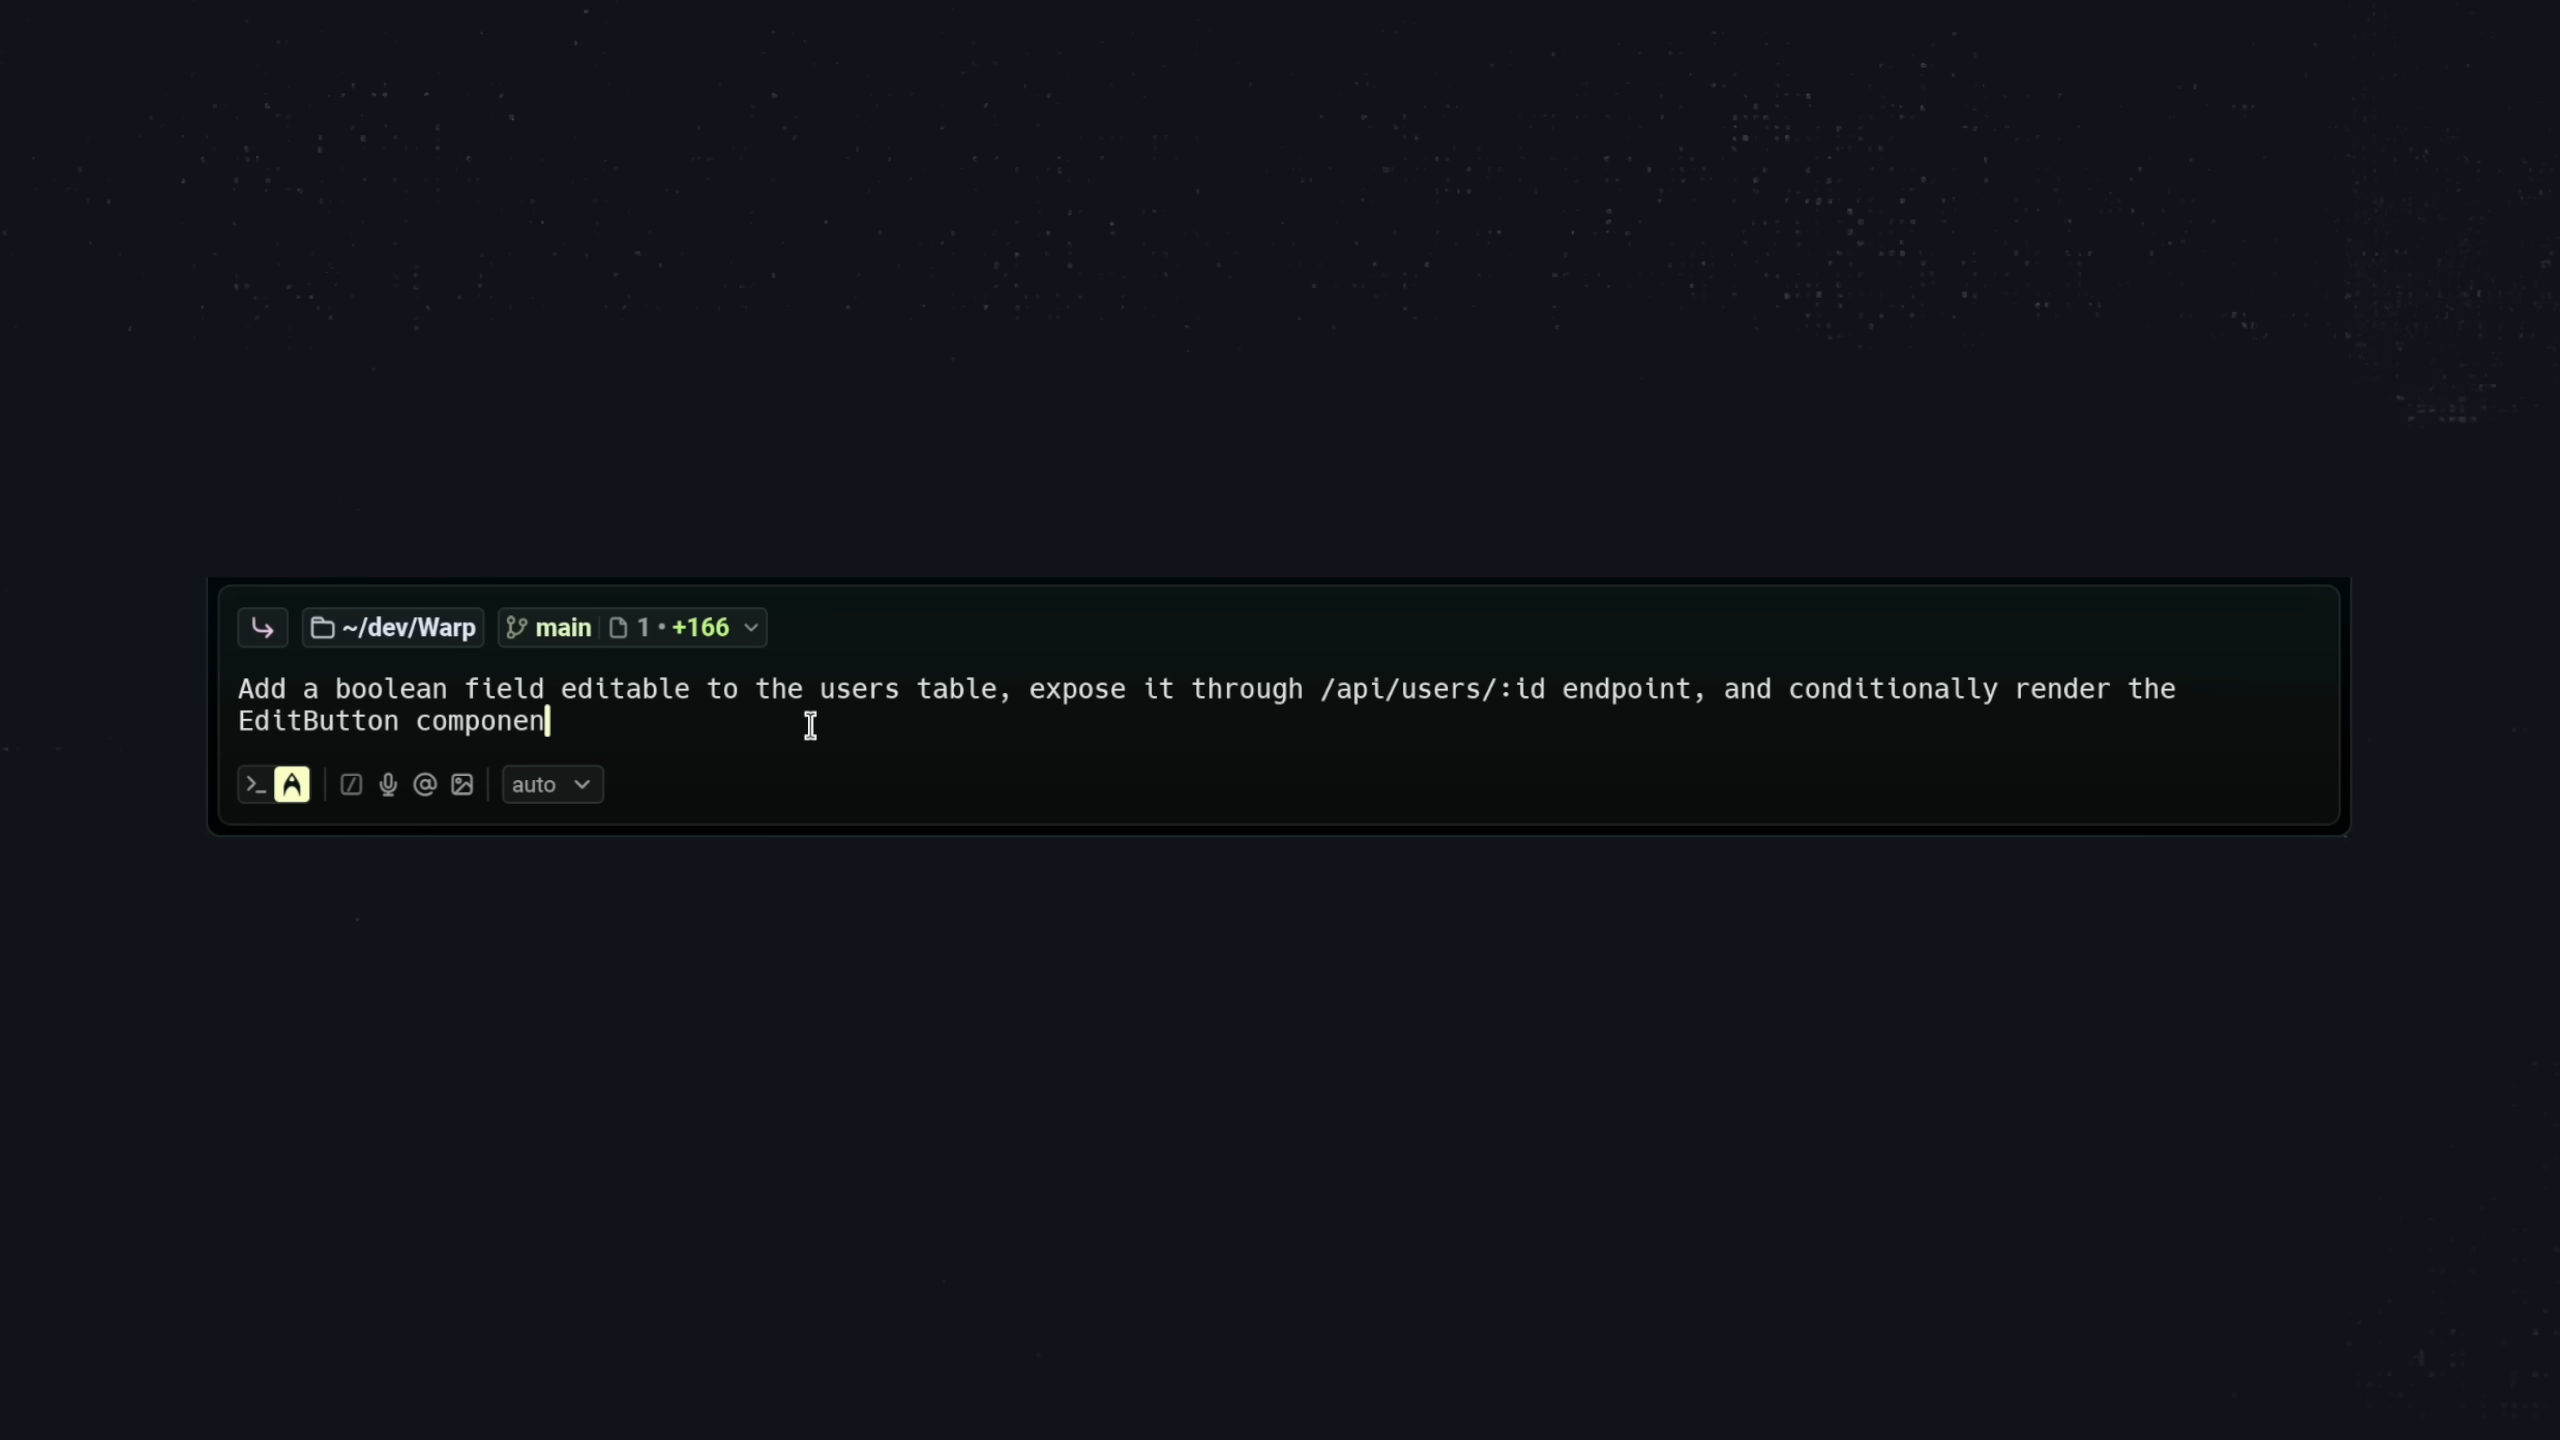 ~/dev/Warp main 1 • +166
Add a boolean field editable to the users table, expose it through /api/users/:id endpoint, and conditionally render the
EditButton componen
auto